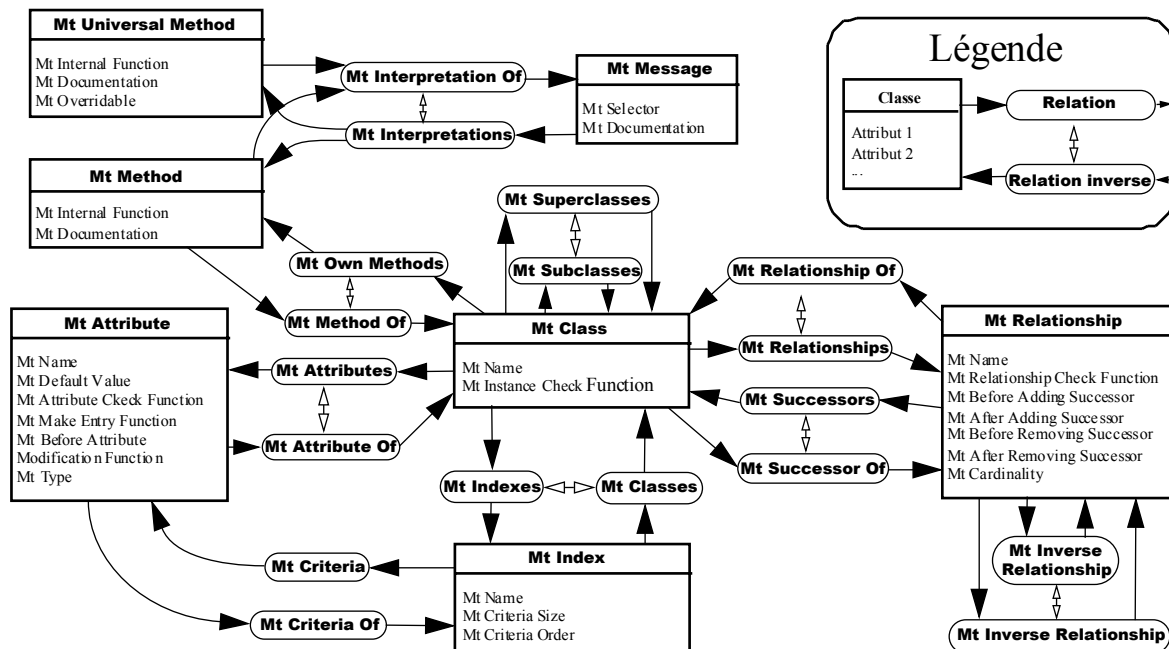 Mt Universal Method
Mt Internal Function
Mt Documentation
Mt Overridable
Mt Interpretation Of
Mt Interpretations
Mt Message
Mt Selector
Mt Documentation
Légende
Classe
Attribut 1
Attribut 2
...
Relation
Relation inverse
Mt Method
Mt Internal Function
Mt Documentation
Mt Superclasses
Mt Subclasses
Mt Own Methods
Mt Method Of
Mt Relationship Of
Mt Relationships
Mt Attribute
Mt Name
Mt Default Value
Mt Attribute Ckeck Function
Mt Make Entry Function
Mt Before Attribute
Modification Function
Mt Type
Mt Attributes
Mt Attribute Of
Mt Class
Mt Name
Mt Instance Check Function
Mt Successors
Mt Successor Of
Mt Relationship
Mt Name
Mt Relationship Check Function
Mt Before Adding Successor
Mt After Adding Successor
Mt Before Removing Successor
Mt After Removing Successor
Mt Cardinality
Mt Indexes
Mt Classes
Mt Criteria
Mt Criteria Of
Mt Index
Mt Name
Mt Criteria Size
Mt Criteria Order
Mt Inverse
Relationship
Mt Inverse Relationship